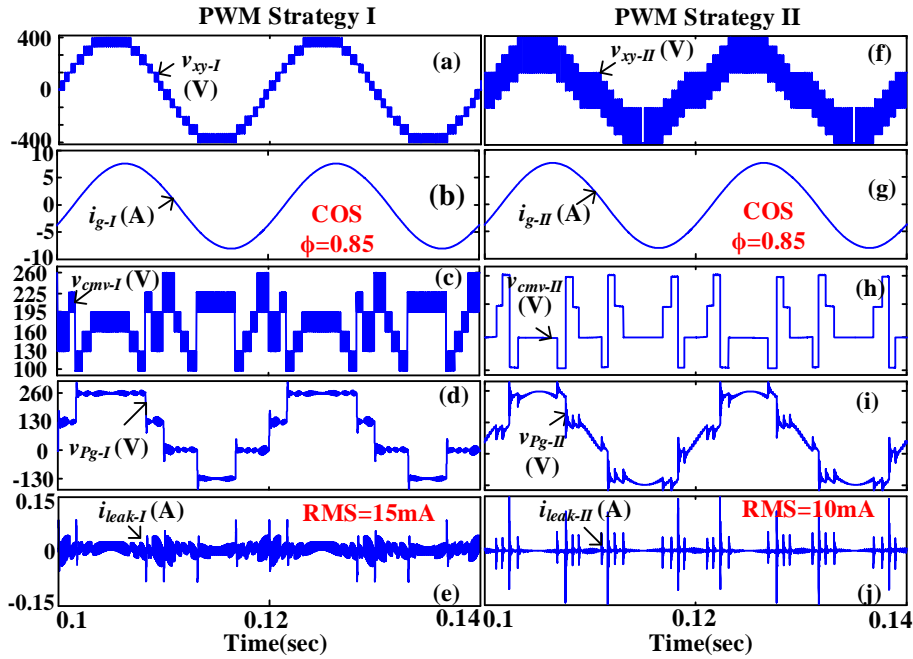 PWM Strategy I
PWM Strategy II
400
0
-400
v_xy-I
(V)
(a)
v_xy-II (V)
(f)
10
5
0
-5
-10
i_g-I (A)
COS
ϕ=0.85
(b)
i_g-II (A)
COS
ϕ=0.85
(g)
260
225
195
160
130
100
v_cmv-I (V)
(c)
v_cmv-II
(V)
(h)
260
130
0
-130
v_Pg-I (V)
(d)
v_Pg-II
(V)
(i)
0.15
0
-0.15
i_leak-I (A)
RMS=15mA
(e)
i_leak-II (A)
RMS=10mA
(j)
0.1
0.12
0.1
0.12
0.14
Time(sec)
Time(sec)